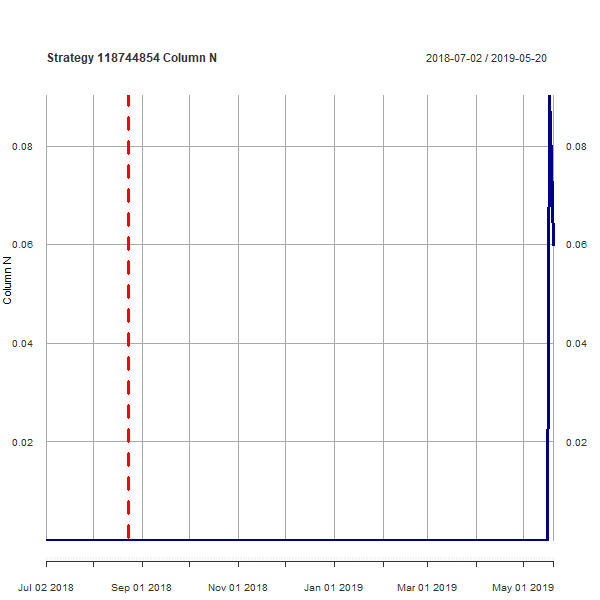 Strategy 118744854 Column N
2018-07-02 / 2019-05-20
0.08
0.08
0.06
0.06
Column N
0.04
0.04
0.02
0.02
Jul 02 2018
Sep 01 2018
Nov 01 2018
Jan 01 2019
Mar 01 2019
May 01 2019